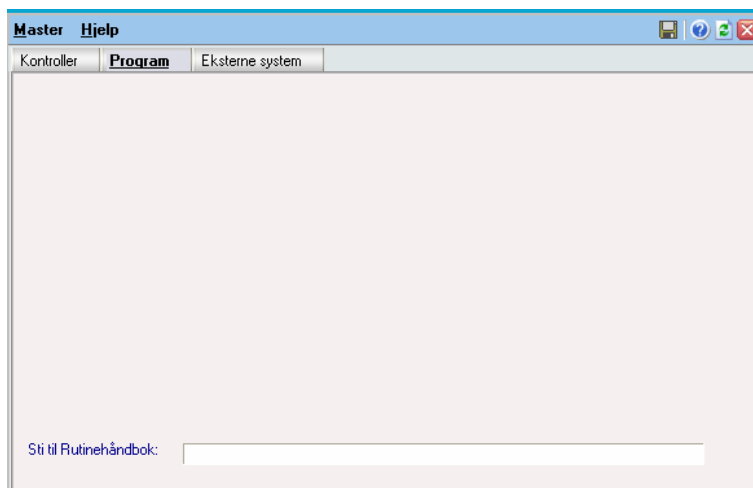 Master Hjelp
Kontroller Program Eksterne system
Sti til Rutinehåndbok: